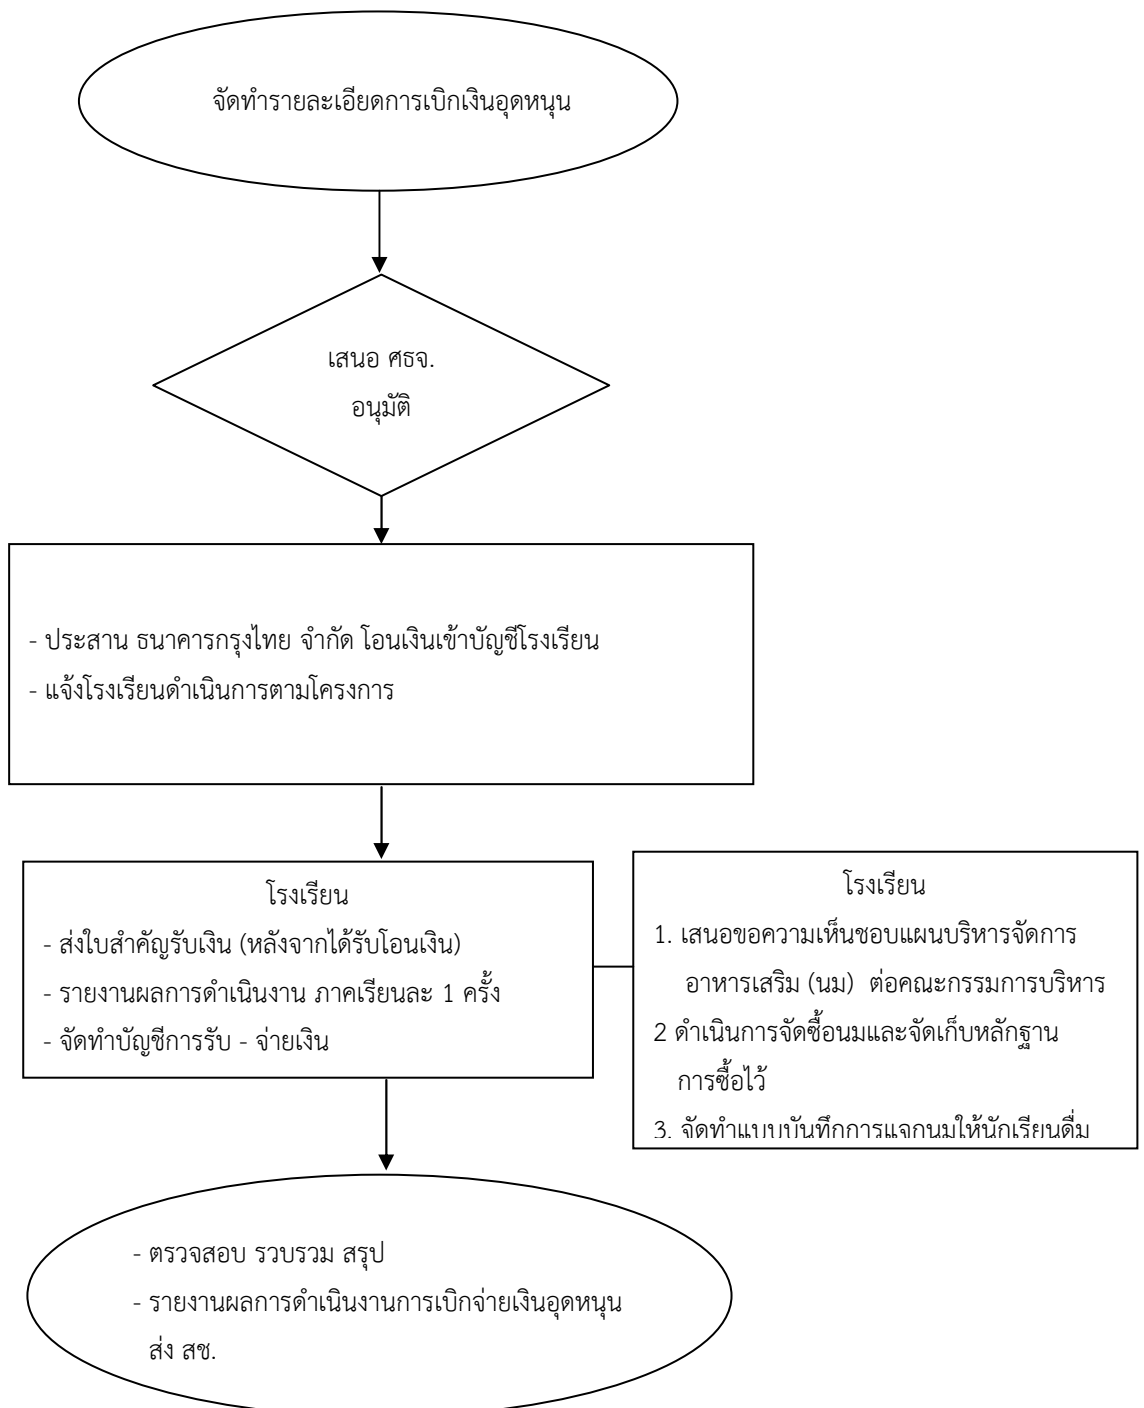 จัดทำรายละเอียดการเบิกเงินอุดหนุน
เสนอ ศธจ.
อนุมัติ
- ประสาน ธนาคารกรุงไทย จำกัด โอนเงินเข้าบัญชีโรงเรียน
- แจ้งโรงเรียนดำเนินการตามโครงการ
โรงเรียน
- ส่งใบสำคัญรับเงิน (หลังจากได้รับโอนเงิน)
- รายงานผลการดำเนินงาน ภาคเรียนละ 1 ครั้ง
- จัดทำบัญชีการรับ - จ่ายเงิน
โรงเรียน
1. เสนอขอความเห็นชอบแผนบริหารจัดการ
อาหารเสริม (นม) ต่อคณะกรรมการบริหาร
2 ดำเนินการจัดซื้อนมและจัดเก็บหลักฐาน
การซื้อไว้
3. จัดทำแบบบันทึกการแจกนมให้นักเรียนดื่ม
- ตรวจสอบ รวบรวม สรุป
- รายงานผลการดำเนินงานการเบิกจ่ายเงินอุดหนุน
ส่ง สช.